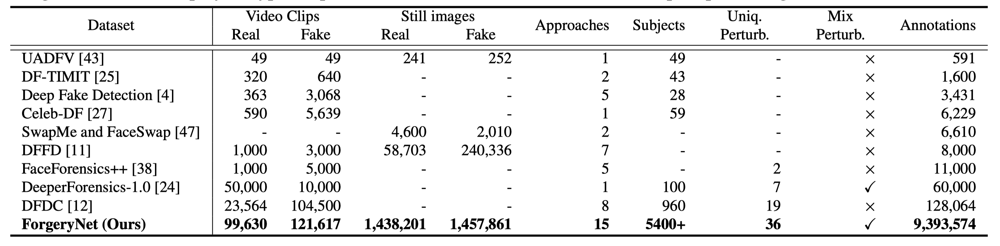 Dataset Video Clips Still images Approaches Subjects Uniq. Perturb. Mix Perturb. Annotations
Real Fake Real Fake
UADFV [43] 49 49 241 252 1 49 - × 591
DF-TIMIT [25] 320 640 - - 2 43 - × 1,600
Deep Fake Detection [4] 363 3,068 - - 5 28 - × 3,431
Celeb-DF [27] 590 5,639 - - 1 59 - × 6,229
SwapMe and FaceSwap [47] - - 4,600 2,010 2 - - × 6,610
DFFD [11] 1,000 3,000 58,703 240,336 7 - - × 8,000
FaceForensics++ [38] 1,000 5,000 - - 5 - 2 × 11,000
DeeperForensics-1.0 [24] 50,000 10,000 - - 1 100 7 ✓ 60,000
DFDC [12] 23,564 104,500 - - 8 960 19 × 128,064
ForgeryNet (Ours) 99,630 121,617 1,438,201 1,457,861 15 5400+ 36 ✓ 9,393,574